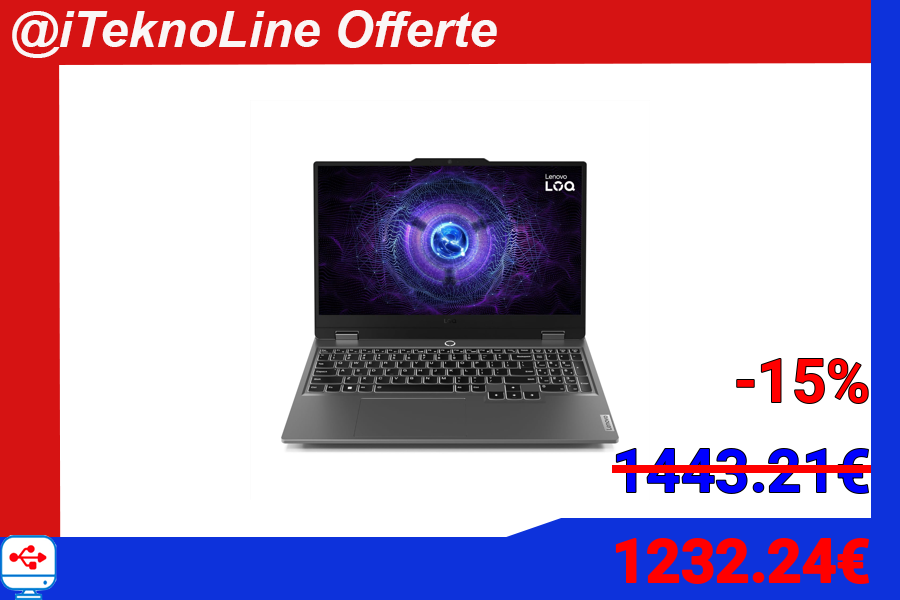 @iTeknoLine Offerte
Lenovo
LOQ
-15%
1443.21€
1232.24€